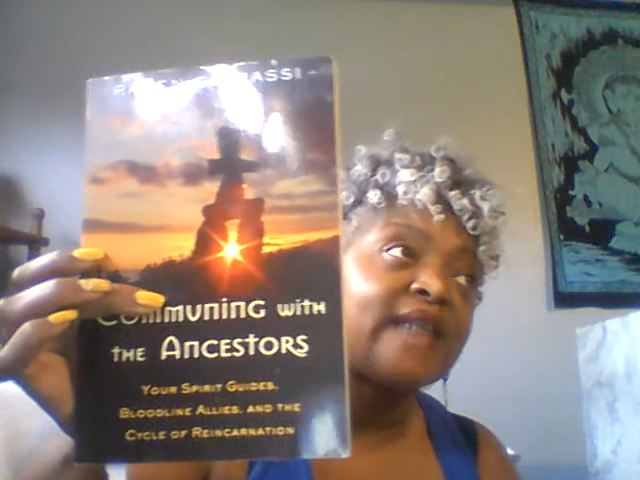 COMMUNING WITH
THE ANCESTORS
YOUR SPIRIT GUIDES,
BLOODLINE ALLIES, AND THE
CYCLE OF REINCARNATION